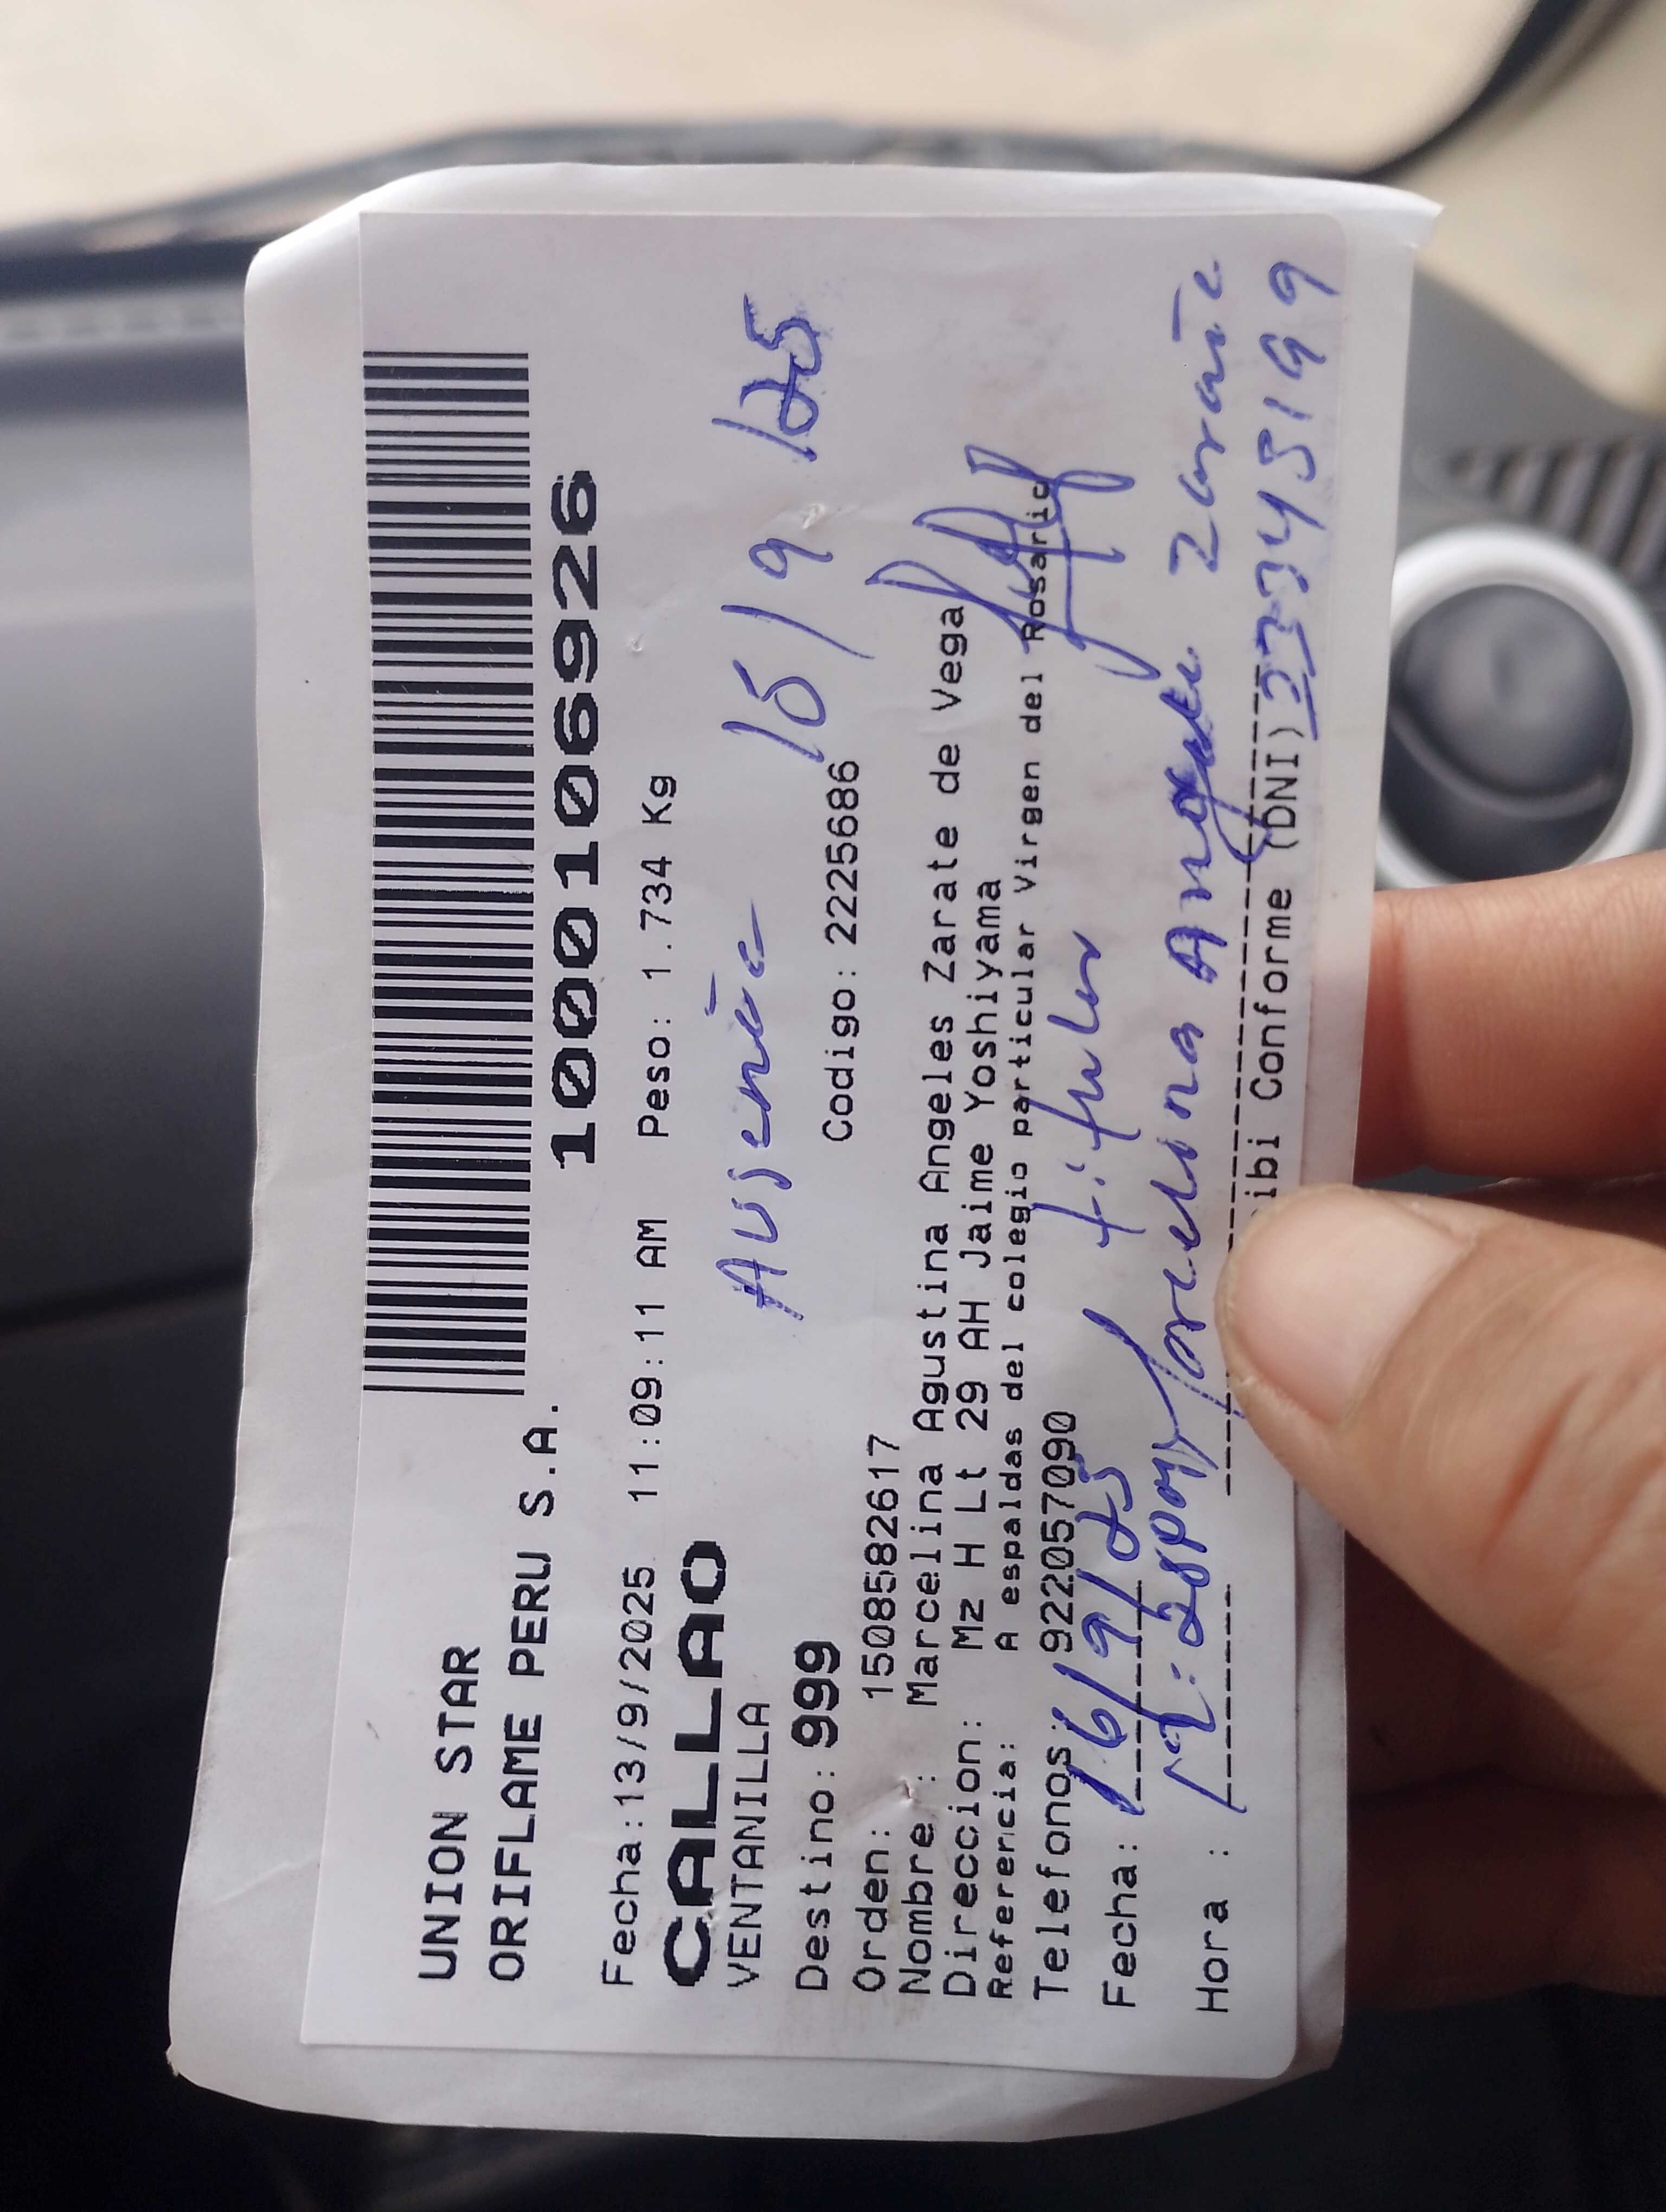 UNION STAR
ORIFLAME PERU S.A.
1000106926
Fecha:13/9/2025 11:09:11 AM Peso: 1.734 Kg
CALLAO
VENTANILLA
Ausente 15/9/25
Destino: 999 Codigo: 2225686
Orden: 1508582617
Nombre : Marcelina Agustina Angeles Zarate de Vega
Direccion: Mz H Lt 29 AH Jaime Yoshiyama
Referencia: A espaldas del colegio particular Virgen del Rosario
Telefonos: 922057090
Fecha: 16/9/25 titular
Hora : Marcelina Angeles Zarate
ibi Conforme (DNI)